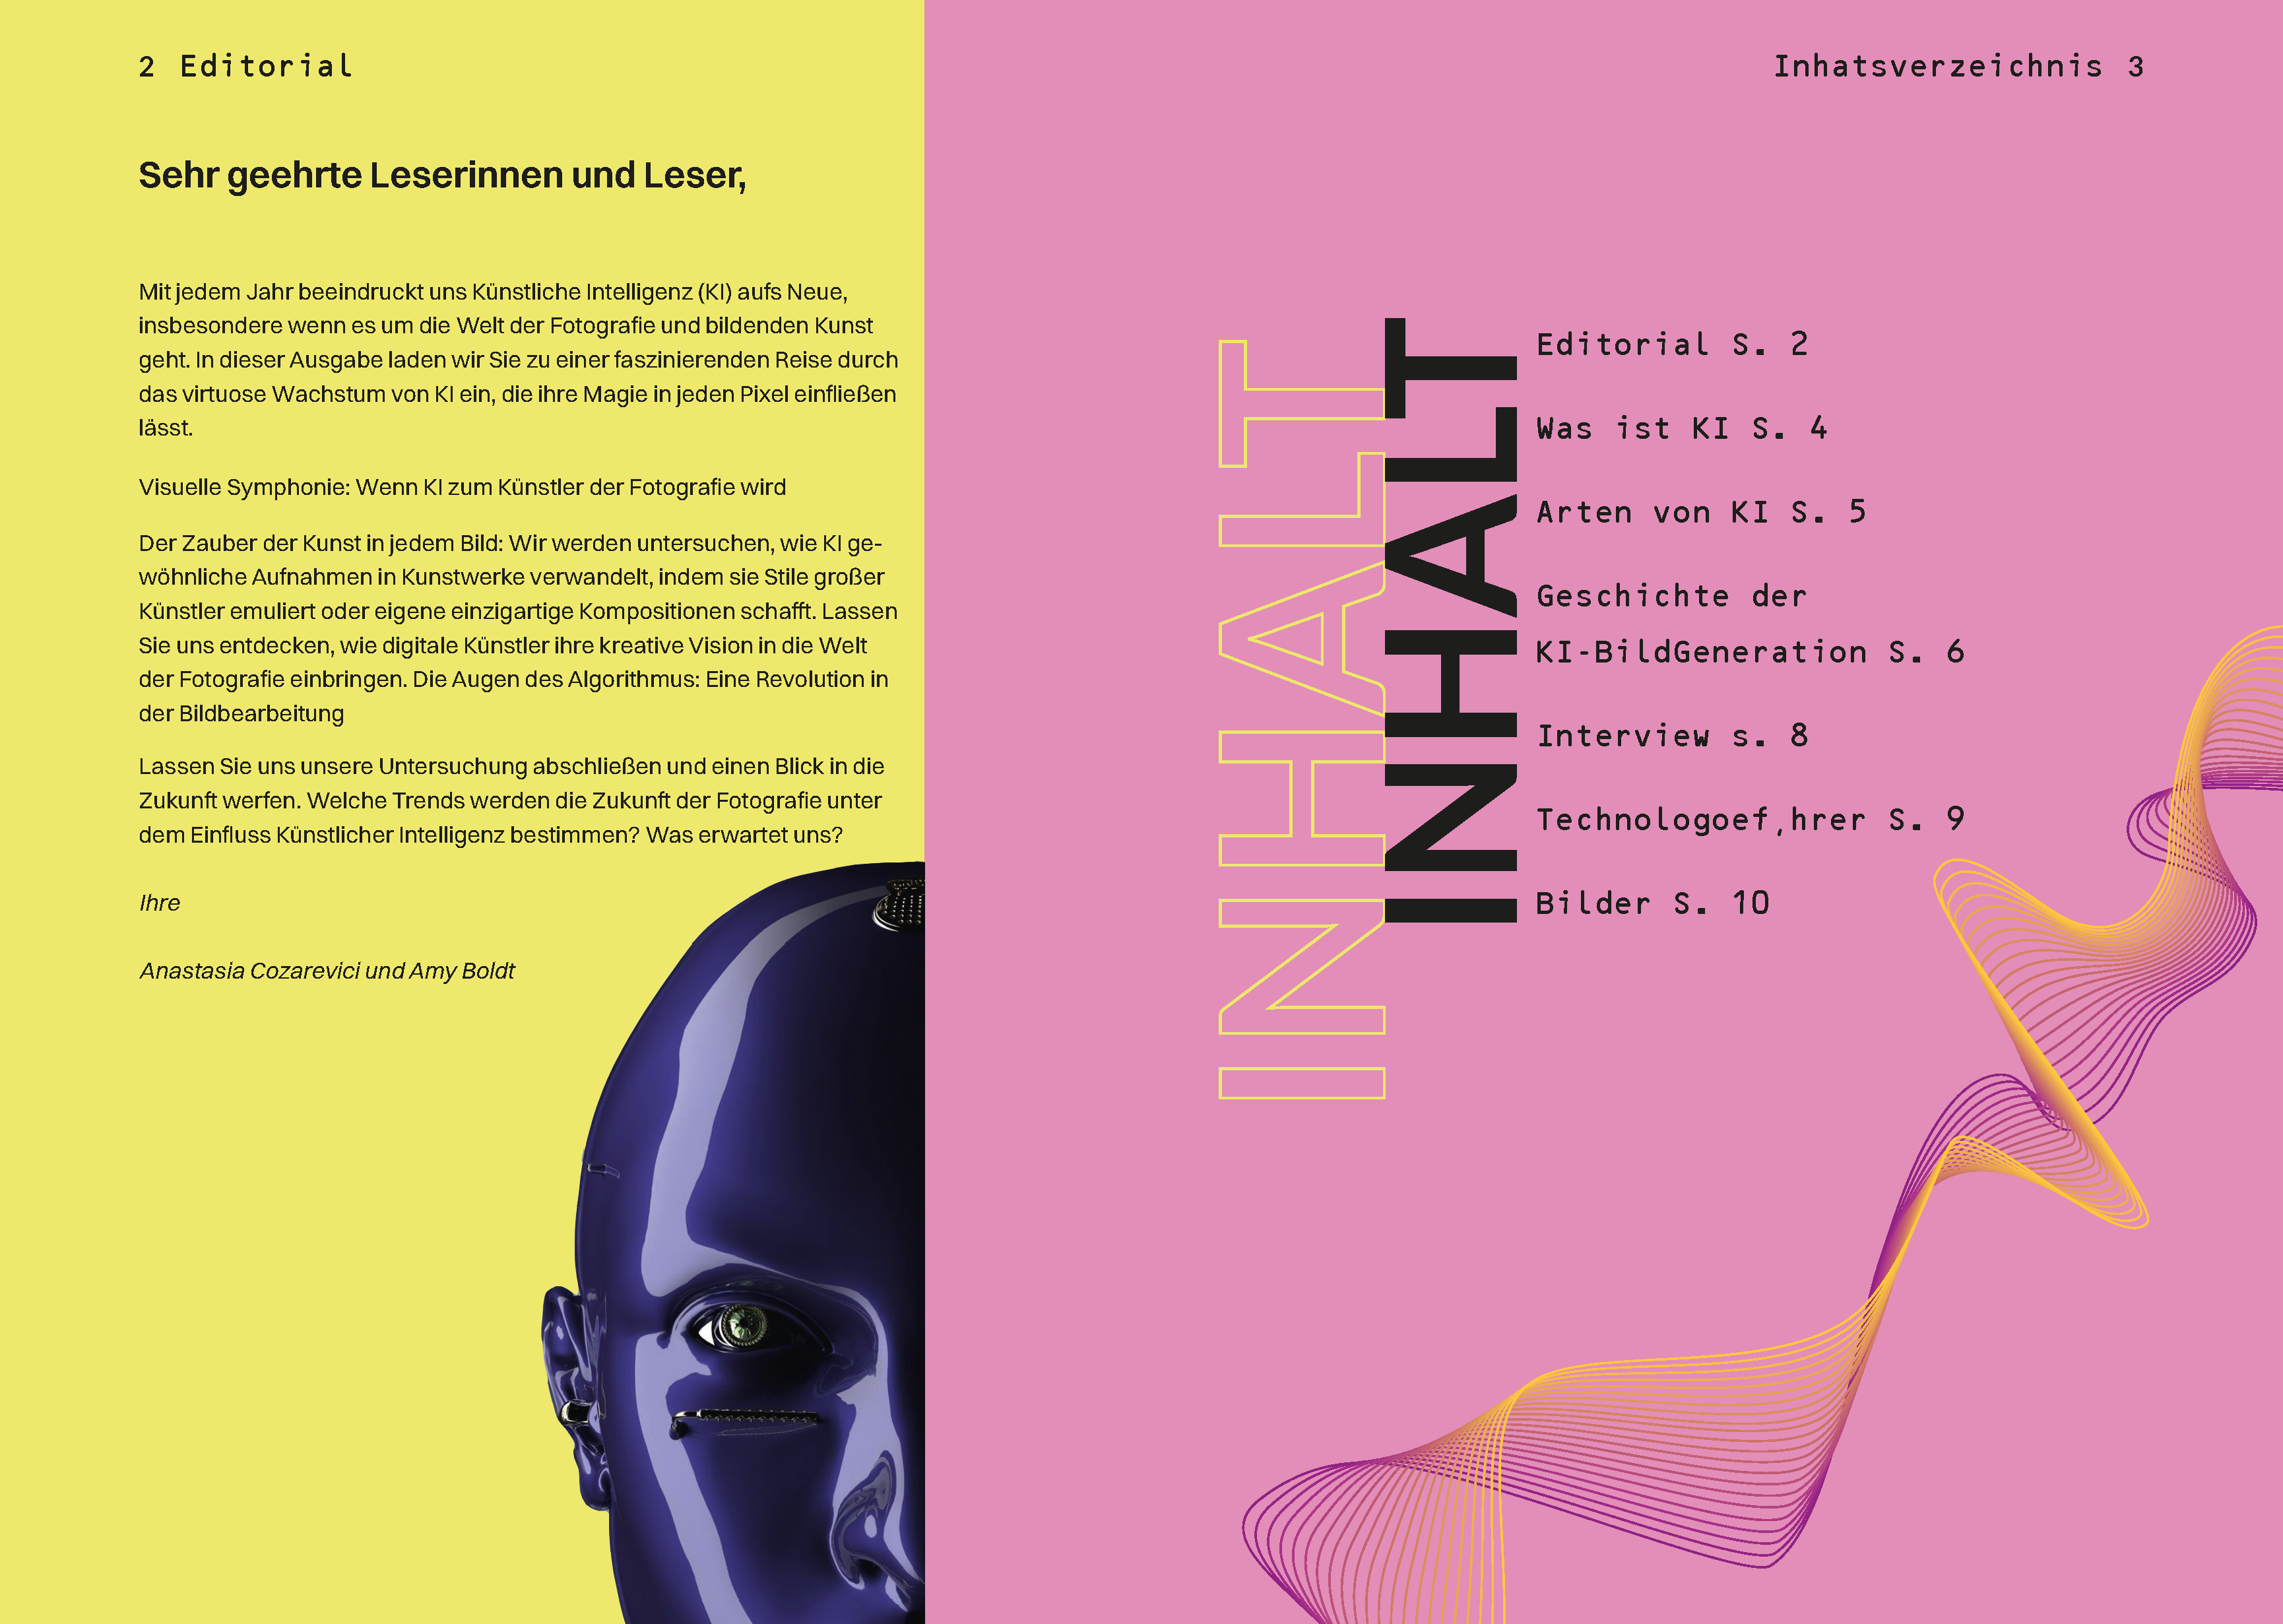 2 Editorial
Sehr geehrte Leserinnen und Leser,
Mit jedem Jahr beeindruckt uns Künstliche Intelligenz (KI) aufs Neue,
insbesondere wenn es um die Welt der Fotografie und bildenden Kunst
geht. In dieser Ausgabe laden wir Sie zu einer faszinierenden Reise durch
das virtuose Wachstum von KI ein, die ihre Magie in jeden Pixel einfließen
lässt.
Visuelle Symphonie: Wenn KI zum Künstler der Fotografie wird
Der Zauber der Kunst in jedem Bild: Wir werden untersuchen, wie KI ge-
wöhnliche Aufnahmen in Kunstwerke verwandelt, indem sie Stile großer
Künstler emuliert oder eigene einzigartige Kompositionen schafft. Lassen
Sie uns entdecken, wie digitale Künstler ihre kreative Vision in die Welt
der Fotografie einbringen. Die Augen des Algorithmus: Eine Revolution in
der Bildbearbeitung
Lassen Sie uns unsere Untersuchung abschließen und einen Blick in die
Zukunft werfen. Welche Trends werden die Zukunft der Fotografie unter
dem Einfluss Künstlicher Intelligenz bestimmen? Was erwartet uns?
Ihre
Anastasia Cozarevici und Amy Boldt
Inhatsverzeichnis 3
INHALT
INHALT
Editorial S. 2
Was ist KI S. 4
Arten von KI S. 5
Geschichte der
KI-BildGeneration S. 6
Interview s. 8
Technologoef,hrer S. 9
Bilder S. 10